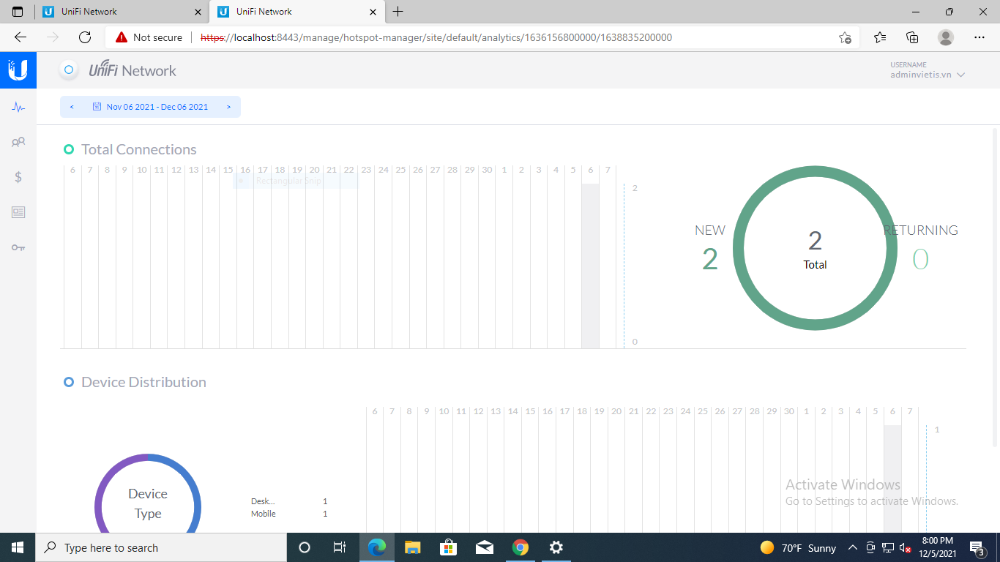 UniFi Network
UniFi Network
Not secure https://localhost:8443/manage/hotspot-manager/site/default/analytics/1636156800000/1638835200000
UniFi Network
USERNAME
adminvietis.vn
< 31 Nov 06 2021 - Dec 06 2021 >
Total Connections
6 7 8 9 10 11 12 13 14 15 16 17 18 19 20 21 22 23 24 25 26 27 28 29 30 1 2 3 4 5 6 7
Rectangular Snip
2
0
NEW
2
2
Total
RETURNING
0
Device Distribution
6 7 8 9 10 11 12 13 14 15 16 17 18 19 20 21 22 23 24 25 26 27 28 29 30 1 2 3 4 5 6 7
1
Device
Type
Desk... 1
Mobile 1
Activate Windows
Go to Settings to activate Windows.
Type here to search
70°F Sunny
8:00 PM
12/5/2021
3